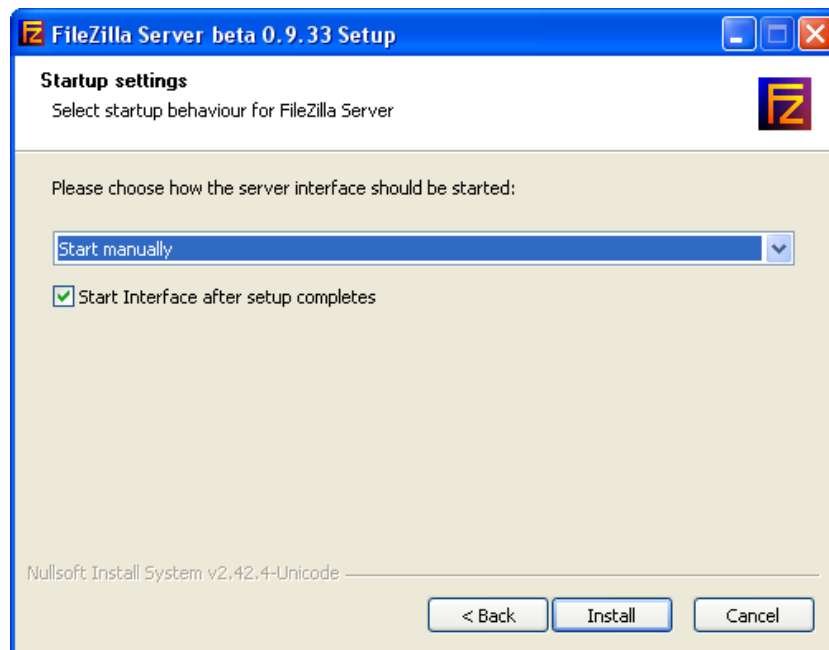 FileZilla Server beta 0.9.33 Setup
Startup settings
Select startup behaviour for FileZilla Server
FZ
Please choose how the server interface should be started:
Start manually
Start Interface after setup completes
Nullsoft Install System v2.42.4-Unicode
< Back
Install
Cancel